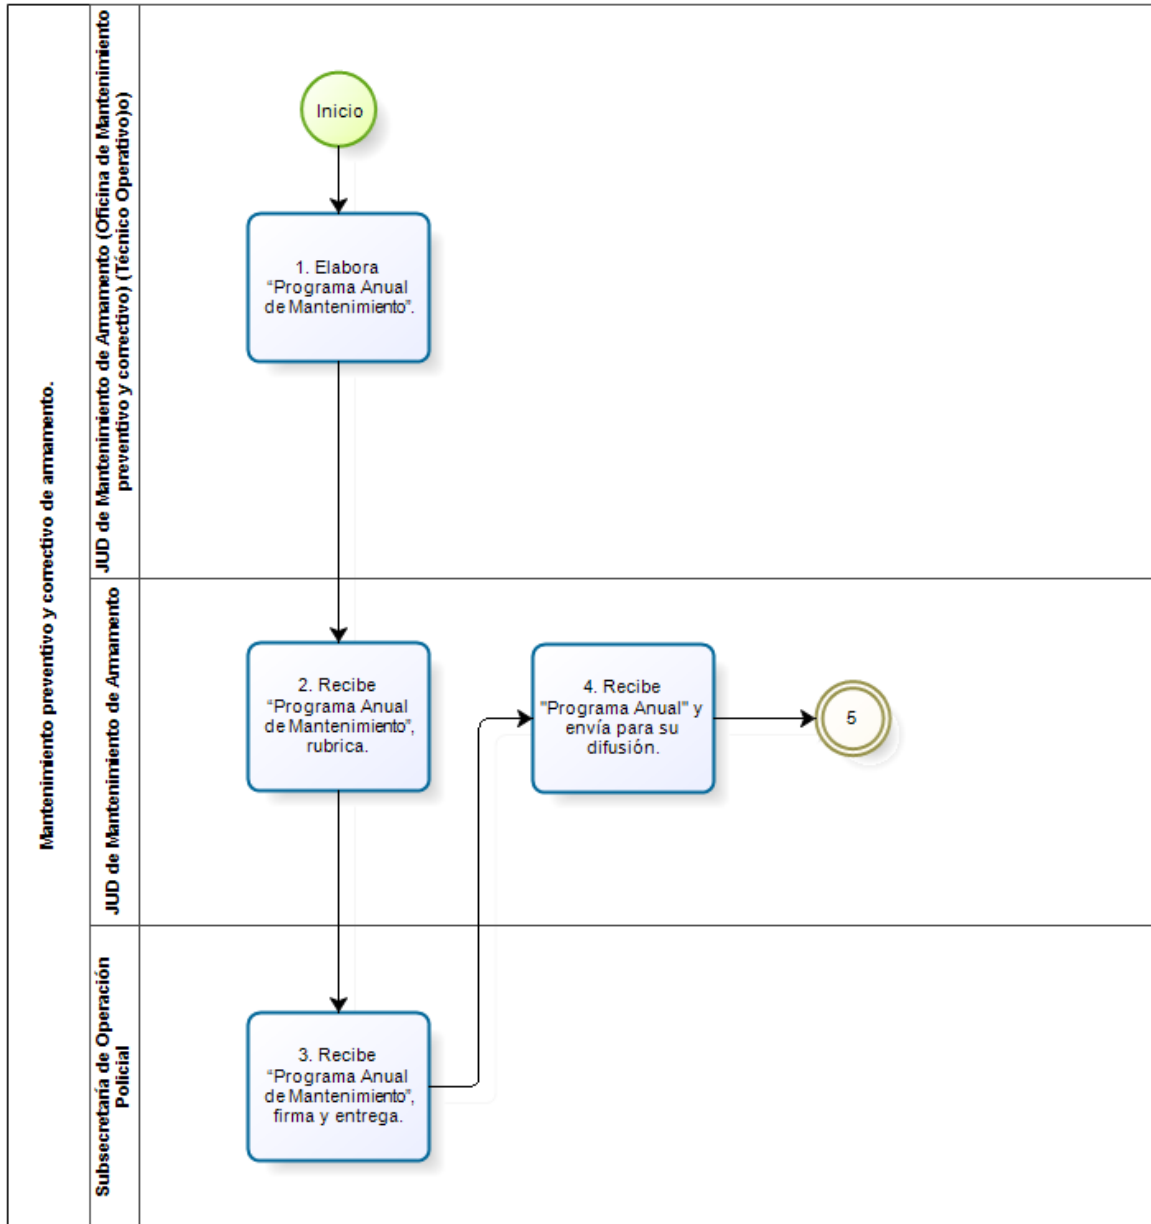 Mantenimiento preventivo y correctivo de armamento.
JUD de Mantenimiento de Armamento (Oficina de Mantenimiento
preventivo y correctivo) (Técnico Operativo)o)
Inicio
1. Elabora
“Programa Anual
de Mantenimiento”.
JUD de Mantenimiento de Armamento
2. Recibe
“Programa Anual
de Mantenimiento”,
rubrica.
4. Recibe
"Programa Anual" y
envía para su
difusión.
5
Subsecretaría de Operación
Policial
3. Recibe
“Programa Anual
de Mantenimiento”,
firma y entrega.